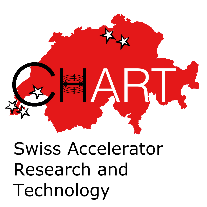 CHART
Swiss Accelerator
Research and
Technology